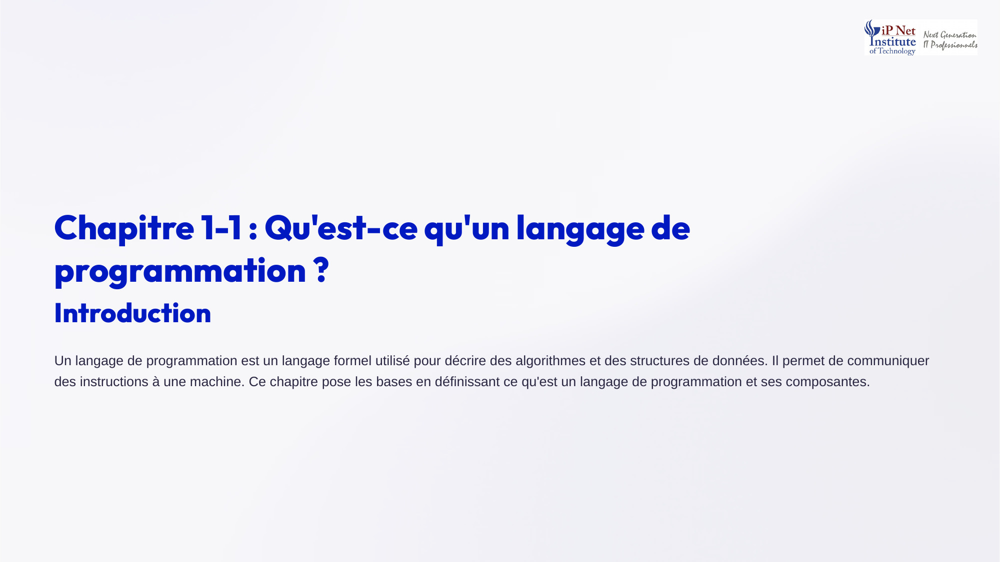 iP Net
Institute
of Technology
Next Generation
IT Professionnels
Chapitre 1-1 : Qu'est-ce qu'un langage de
programmation ?
Introduction
Un langage de programmation est un langage formel utilisé pour décrire des algorithmes et des structures de données. Il permet de communiquer
des instructions à une machine. Ce chapitre pose les bases en définissant ce qu'est un langage de programmation et ses composantes.